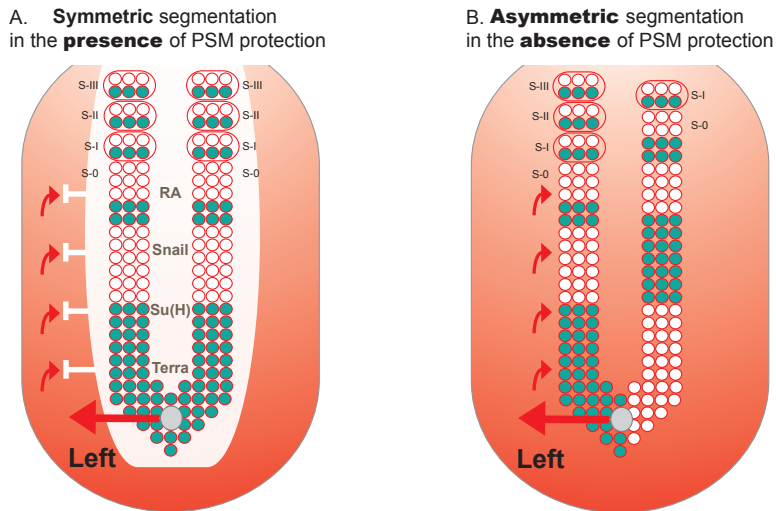 A. Symmetric segmentation
in the presence of PSM protection
S-III
S-III
S-II
S-II
S-I
S-I
S-0
S-0
RA
Snail
Su(H)
Terra
Left
B. Asymmetric segmentation
in the absence of PSM protection
S-III
S-I
S-II
S-0
S-I
S-0
Left